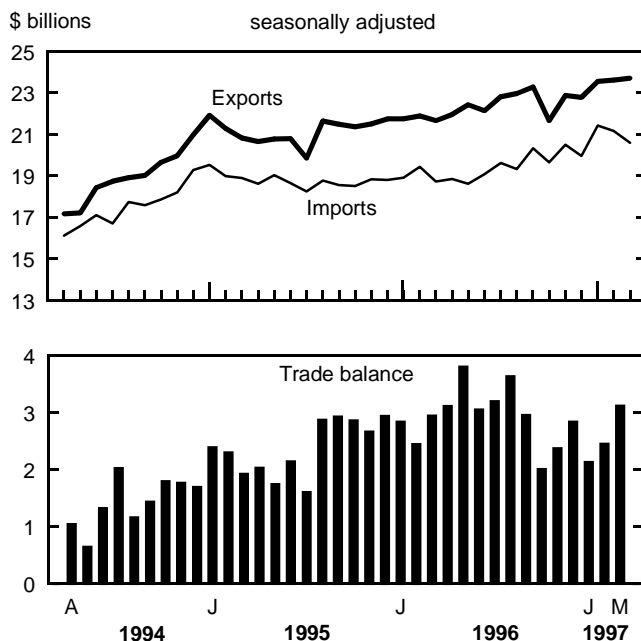 $ billions seasonally adjusted
25
23
Exports
21
19
Imports
17
15
13
4
Trade balance
3
2
1
0
A J J J M
1994 1995 1996 1997